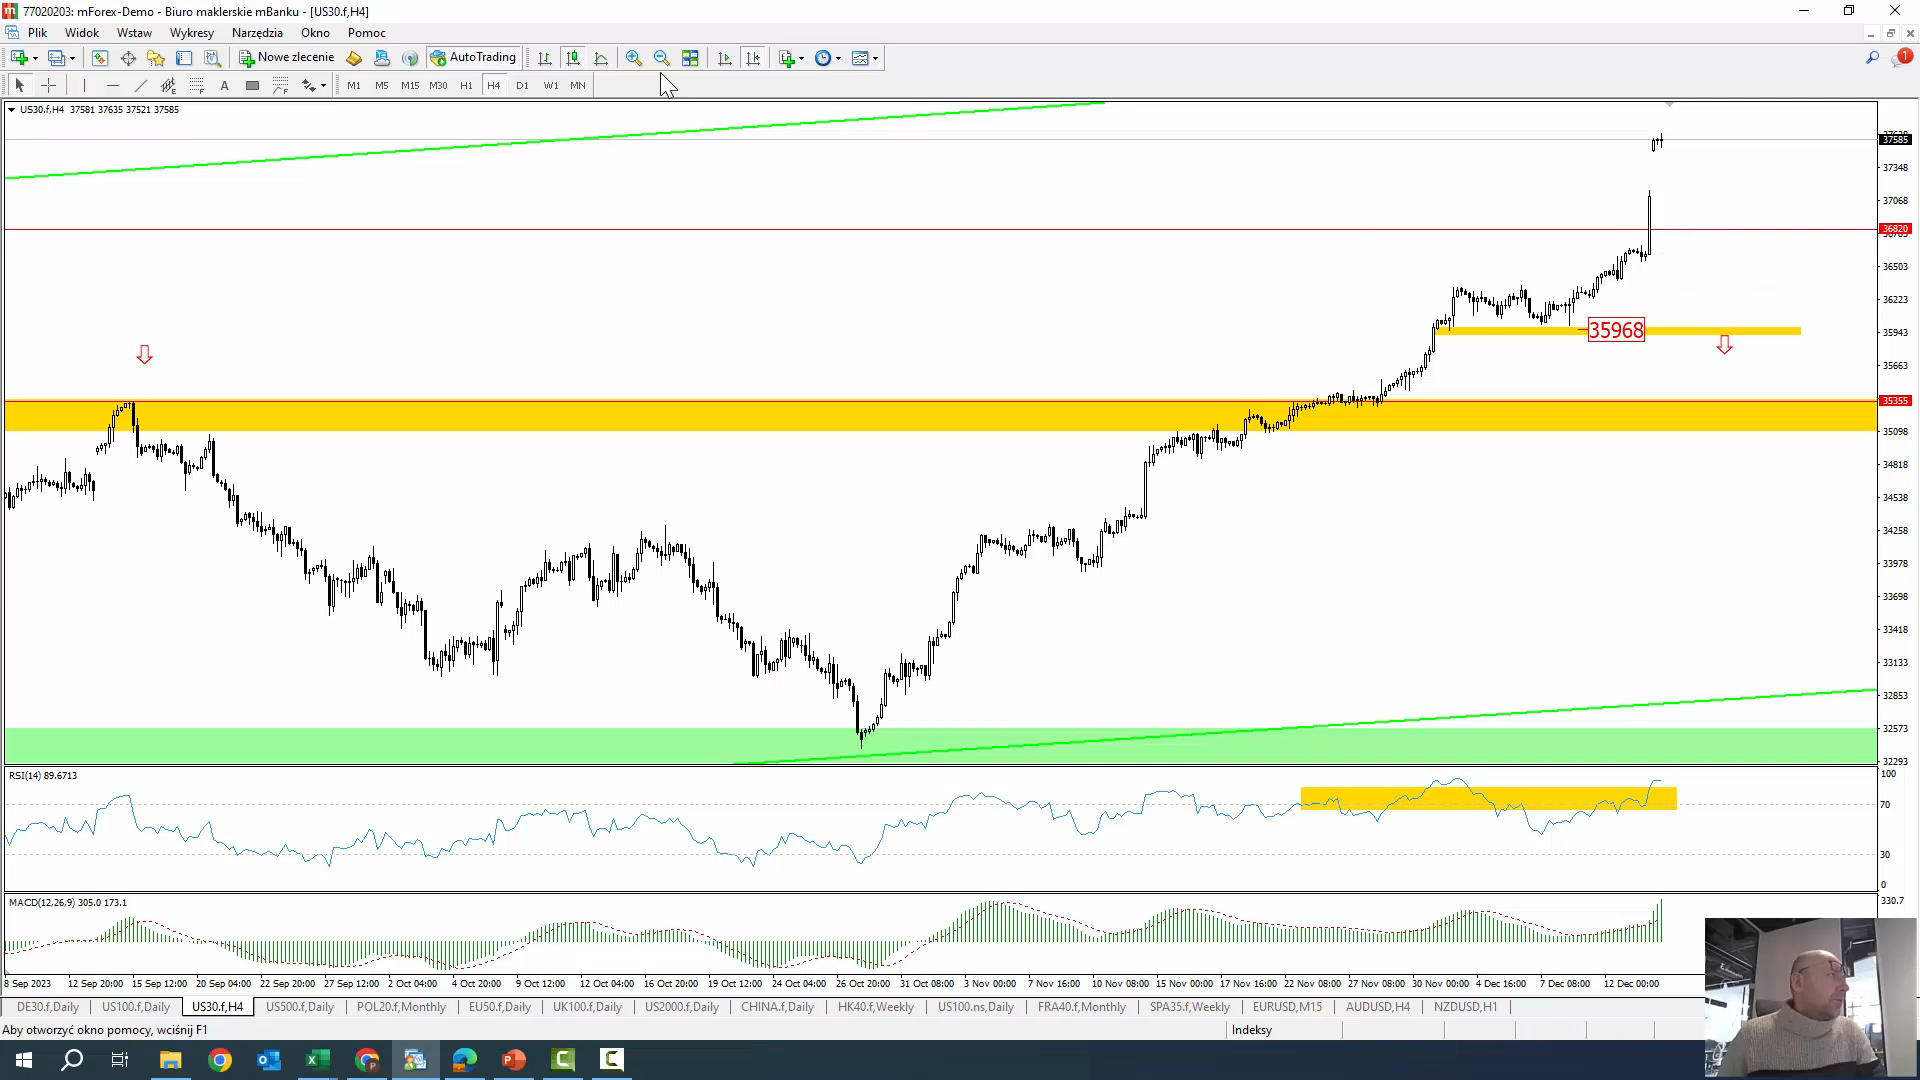 77020203: mForex-Demo - Biuro maklerskie mBanku - [US30.f,H4]
Plik Widok Wstaw Wykresy Narzędzia Okno Pomoc
Nowe zlecenie AutoTrading 1
A F M1 M5 M15 M30 H1 H4 D1 W1 MN
US30.f,H4 37581 37635 37521 37585
37585
37348
37068
36820
36503
36223
35968
35943
35663
35355
35098
34818
34538
34258
33978
33698
33418
33133
32853
32573
32293
RSI(14) 89.6713
100
70
30
0
MACD(12,26,9) 305.0 173.1
330.7
8 Sep 2023 12 Sep 20:00 15 Sep 12:00 20 Sep 04:00 22 Sep 20:00 27 Sep 12:00 2 Oct 04:00 4 Oct 20:00 9 Oct 12:00 12 Oct 04:00 16 Oct 20:00 19 Oct 12:00 24 Oct 04:00 26 Oct 20:00 31 Oct 08:00 3 Nov 00:00 7 Nov 16:00 10 Nov 08:00 15 Nov 00:00 17 Nov 16:00 22 Nov 08:00 27 Nov 08:00 30 Nov 00:00 4 Dec 16:00 7 Dec 08:00 12 Dec 00:00
DE30.f,Daily US100.f,Daily US30.f,H4 US500.f,Daily POL20.f,Monthly EU50.f,Daily UK100.f,Daily US2000.f,Daily CHINA.f,Daily HK40.f,Weekly US100.ns,Daily FRA40.f,Monthly SPA35.f,Weekly EURUSD,M15 AUDUSD,H4 NZDUSD,H1
Aby otworzyć okno pomocy, wciśnij F1 Indeksy